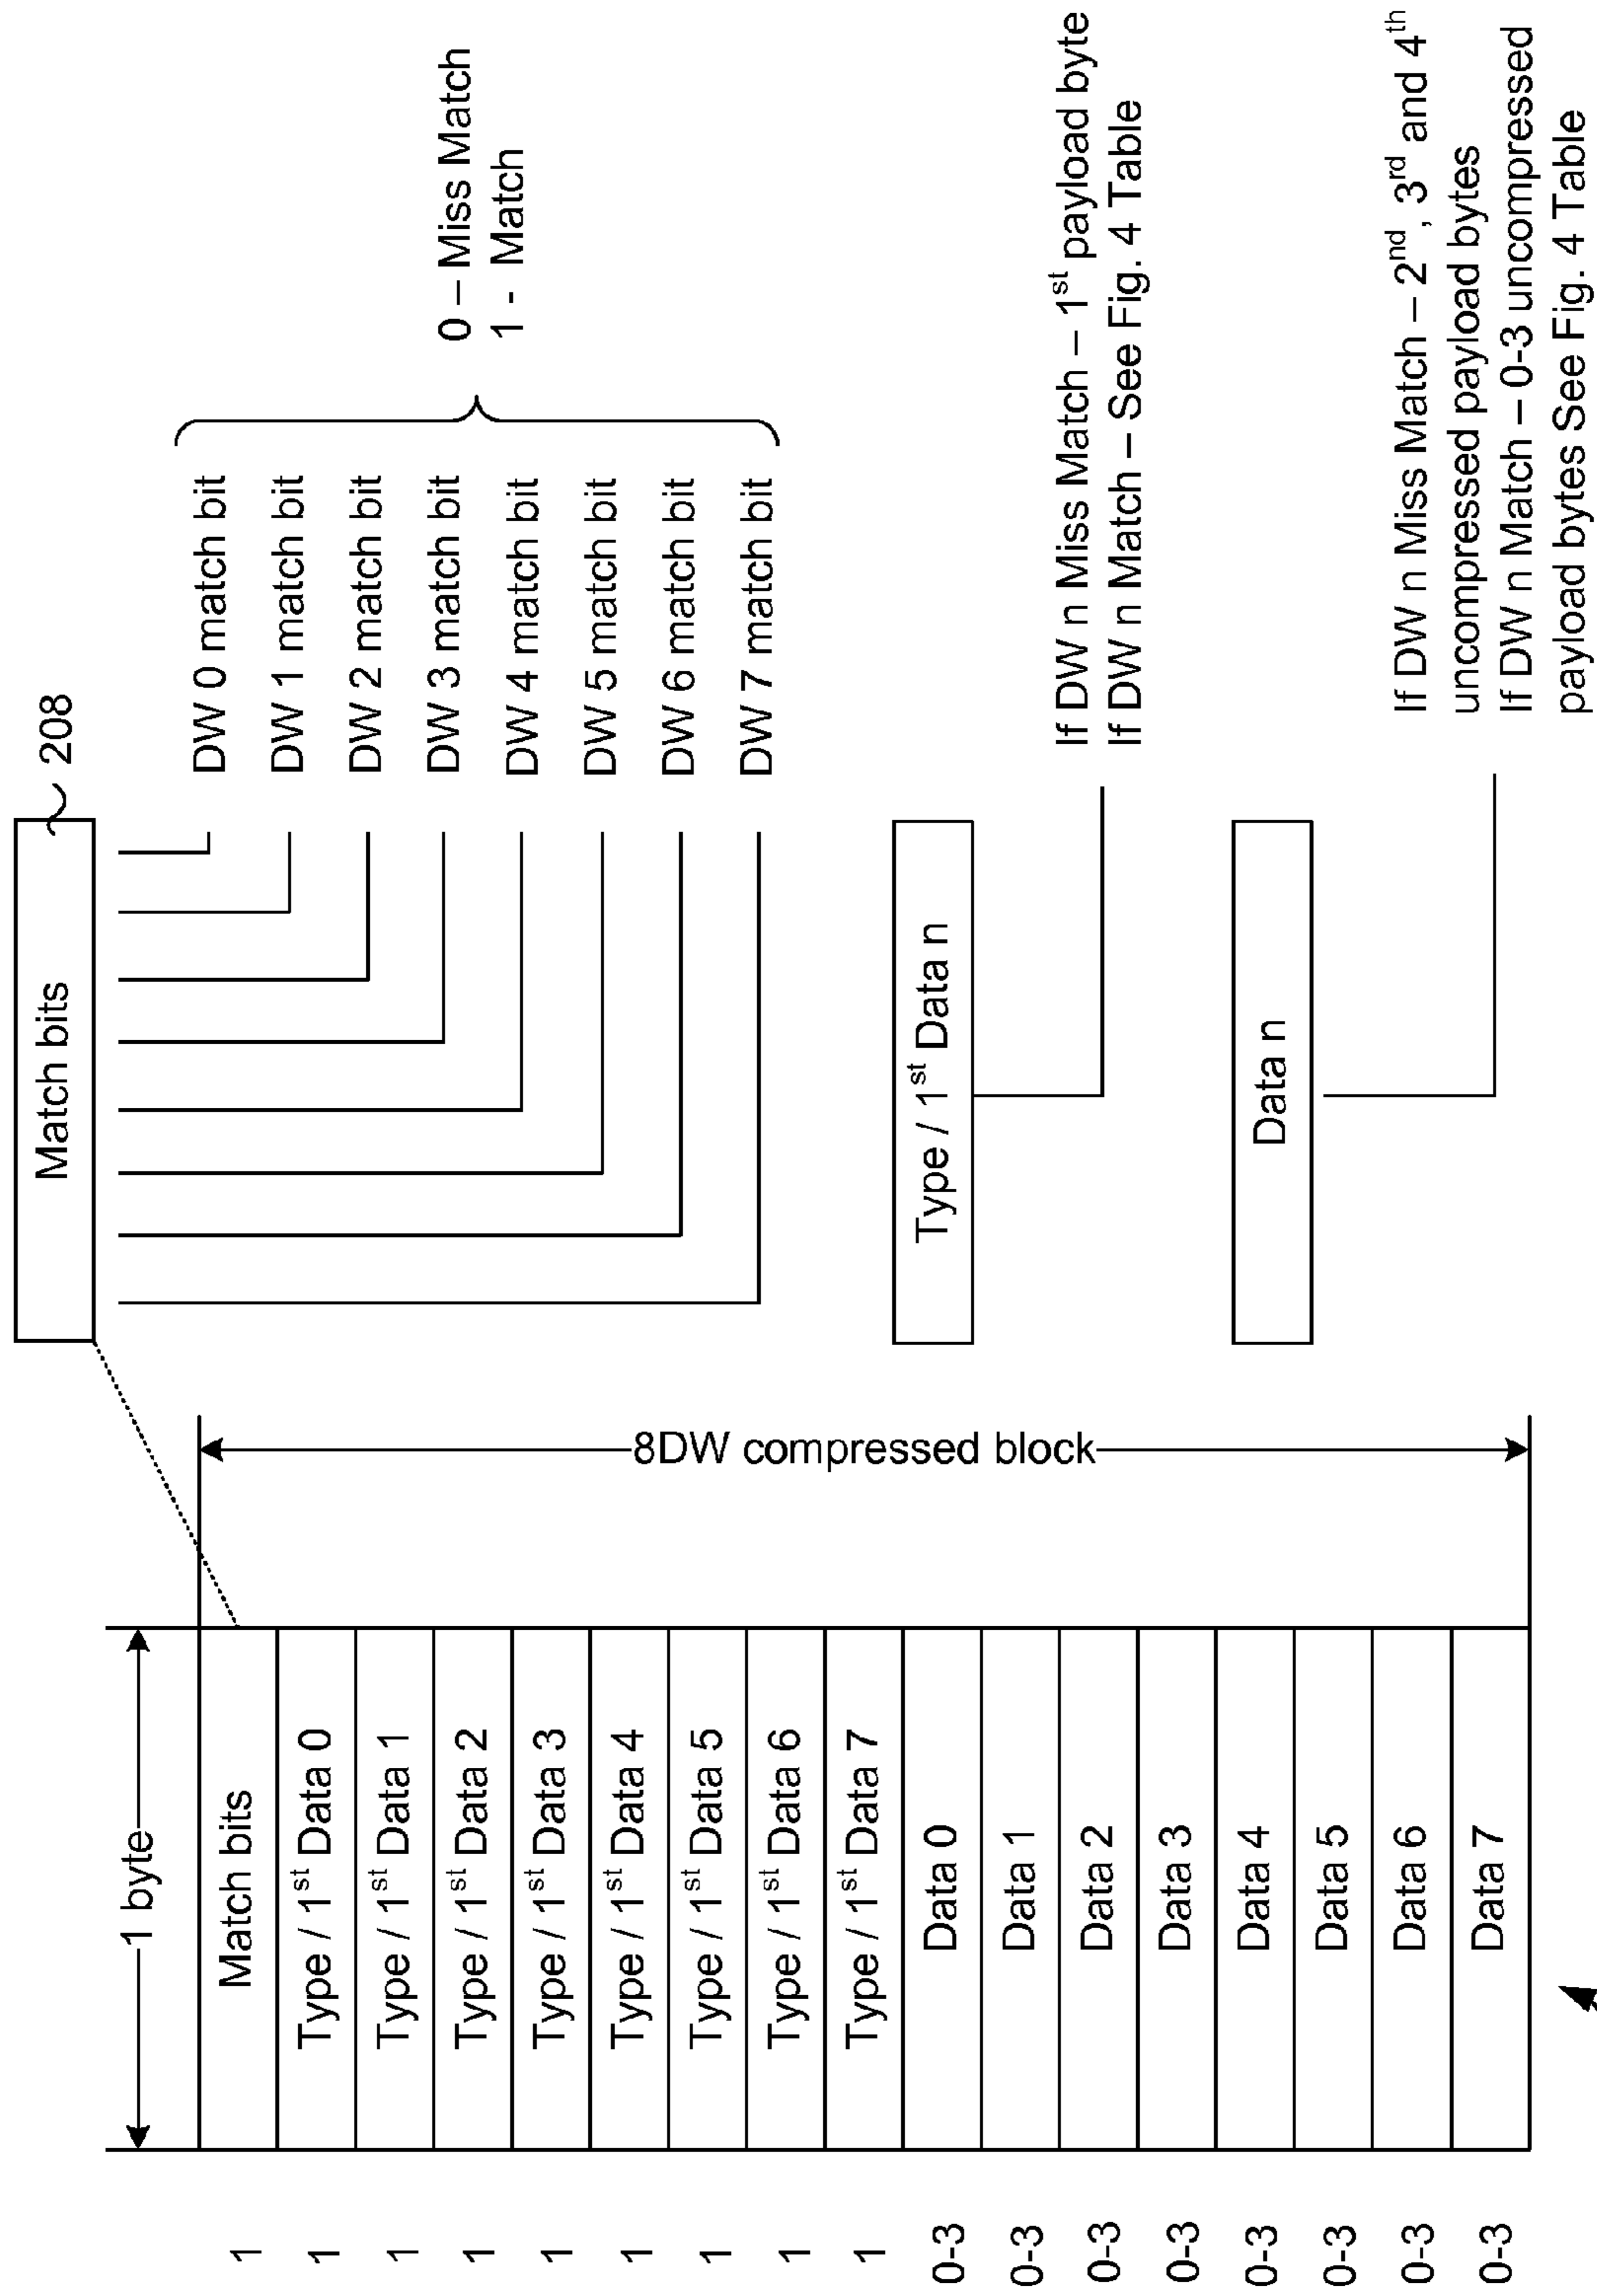 1 byte
1 Match bits
1 Type / 1st Data 0
1 Type / 1st Data 1
1 Type / 1st Data 2
1 Type / 1st Data 3
1 Type / 1st Data 4
1 Type / 1st Data 5
1 Type / 1st Data 6
1 Type / 1st Data 7
0-3 Data 0
0-3 Data 1
0-3 Data 2
0-3 Data 3
0-3 Data 4
0-3 Data 5
0-3 Data 6
0-3 Data 7
8DW compressed block
Match bits
208
DW 0 match bit
DW 1 match bit
DW 2 match bit
DW 3 match bit
DW 4 match bit
DW 5 match bit
DW 6 match bit
DW 7 match bit
0 – Miss Match
1 - Match
Type / 1st Data n
If DW n Miss Match – 1st payload byte
If DW n Match – See Fig. 4 Table
Data n
If DW n Miss Match – 2nd, 3rd and 4th
uncompressed payload bytes
If DW n Match – 0-3 uncompressed
payload bytes See Fig. 4 Table